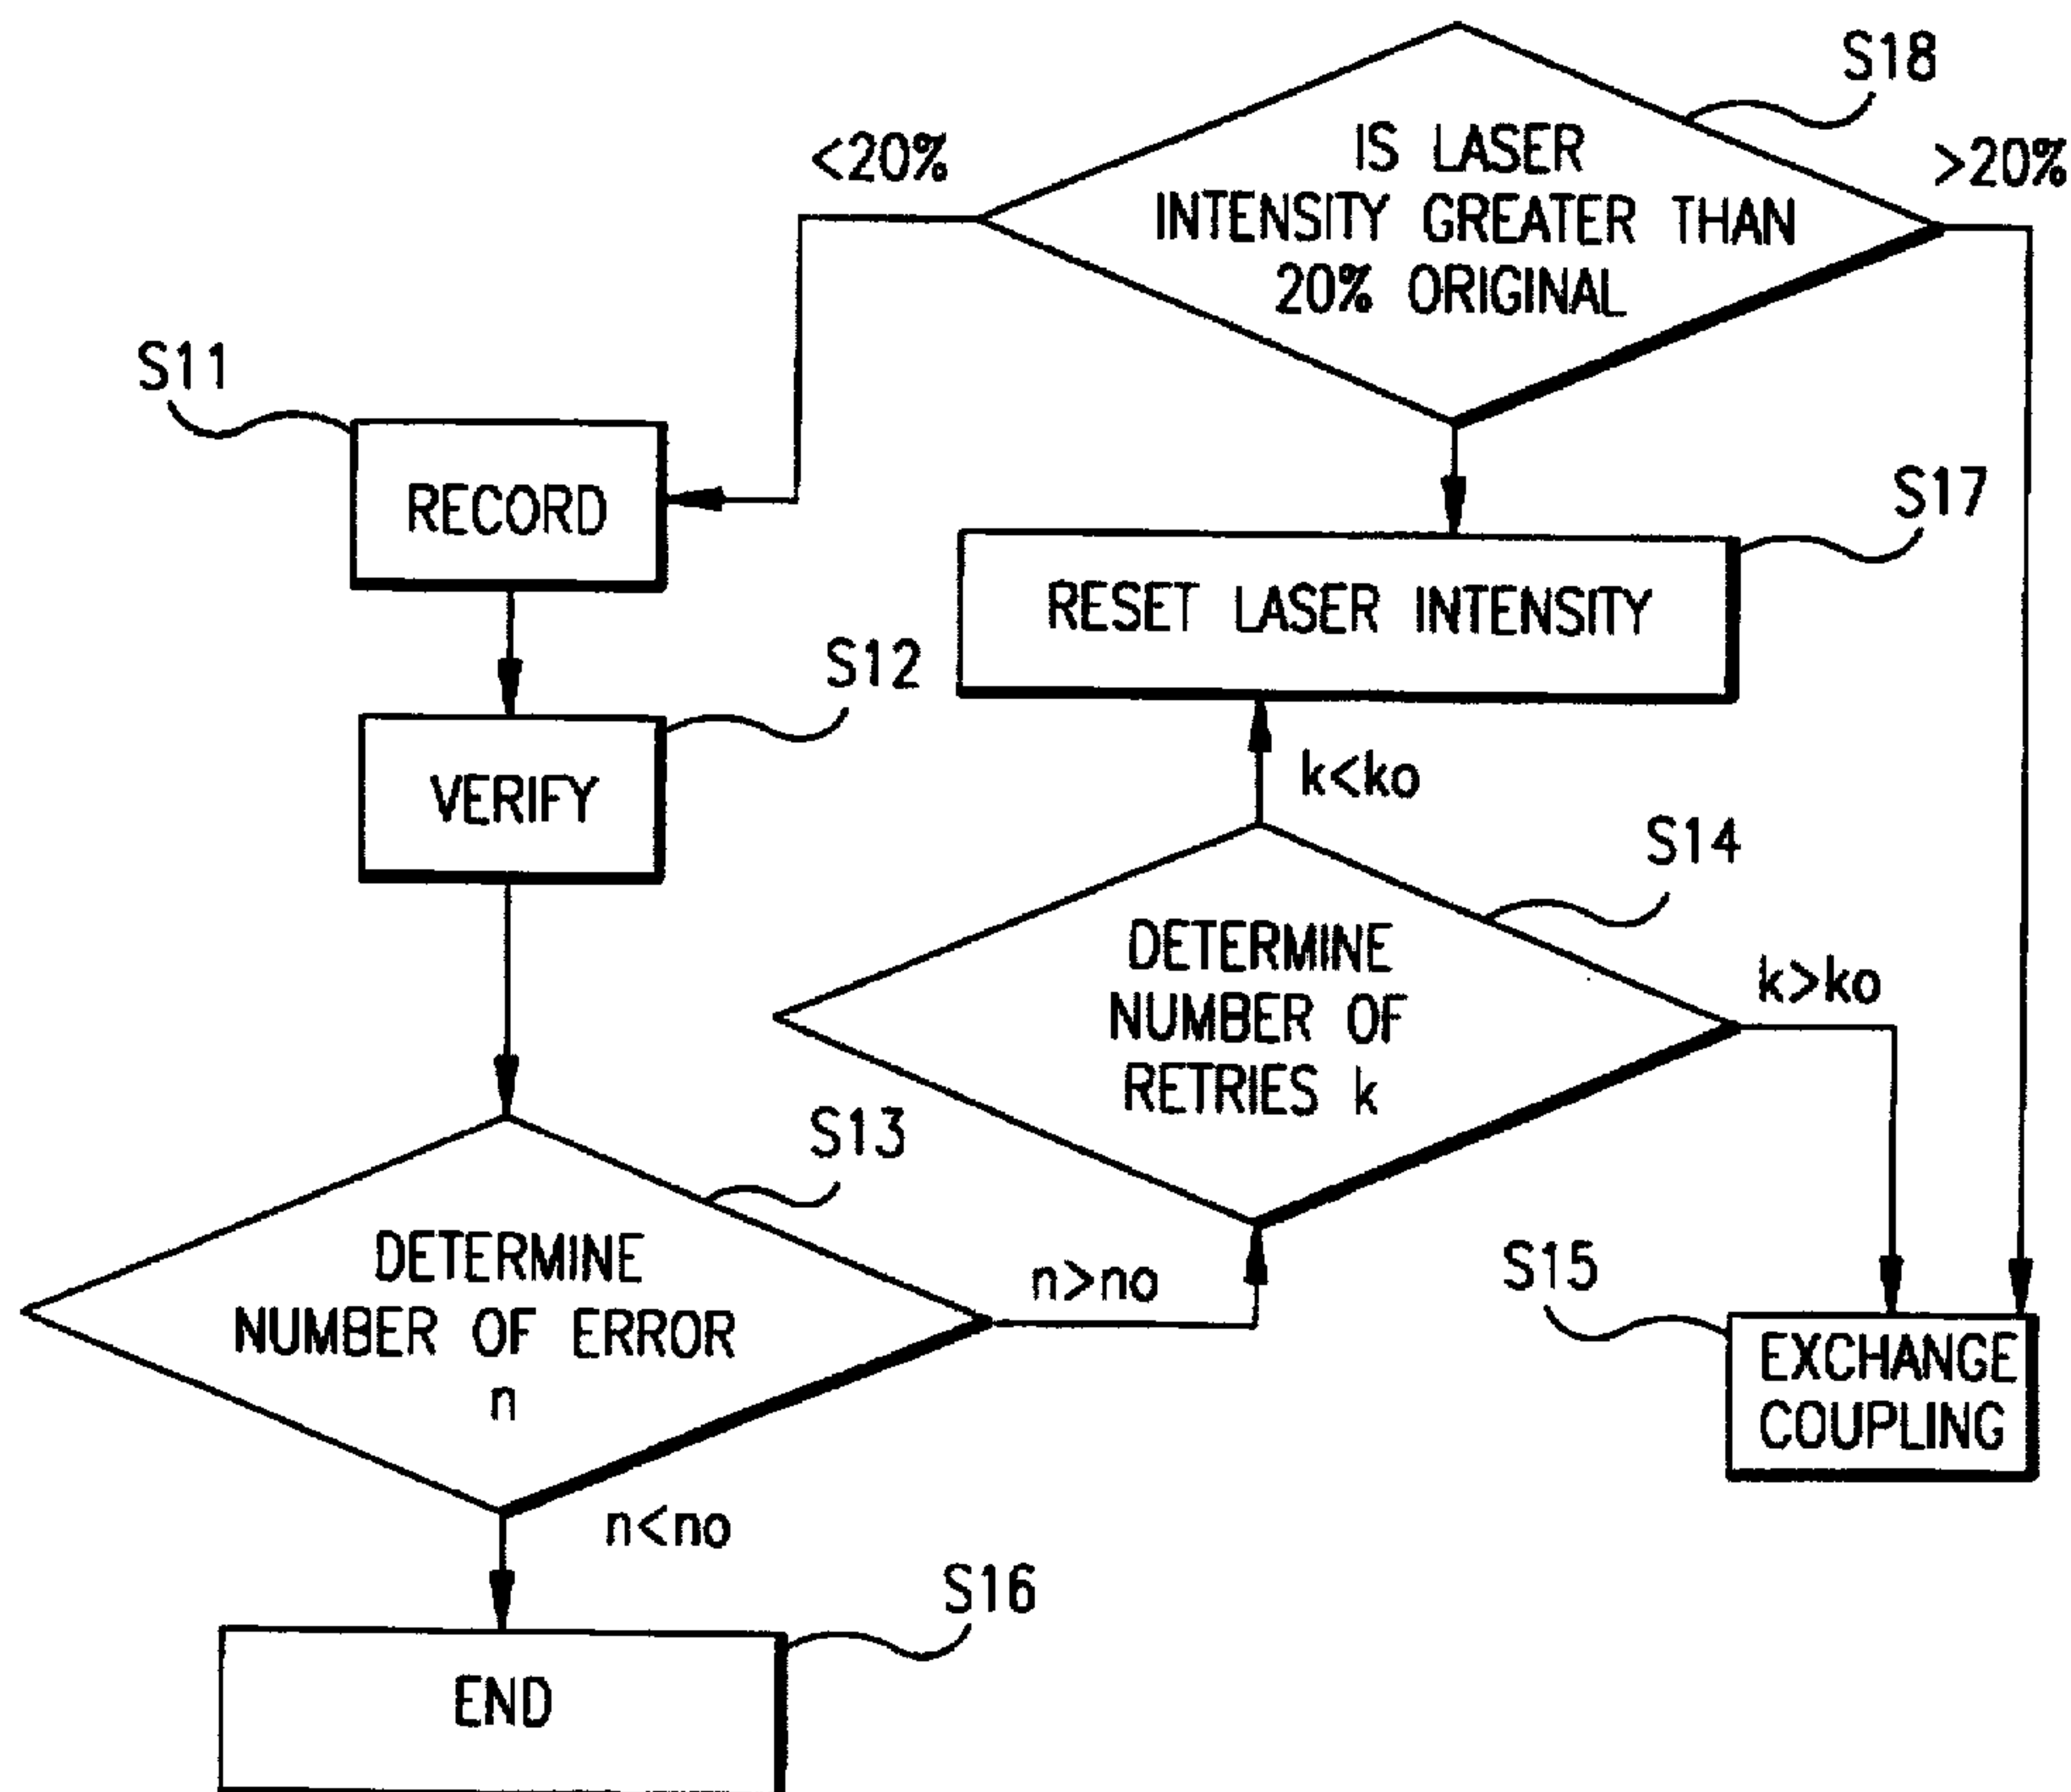 S18
<20%
>20%
IS LASER
INTENSITY GREATER THAN
20% ORIGINAL
S11
RECORD
S17
RESET LASER INTENSITY
S12
VERIFY
k<ko
S14
DETERMINE
NUMBER OF
RETRIES k
k>ko
S13
DETERMINE
NUMBER OF ERROR
n
n>no
S15
EXCHANGE
COUPLING
n<no
S16
END